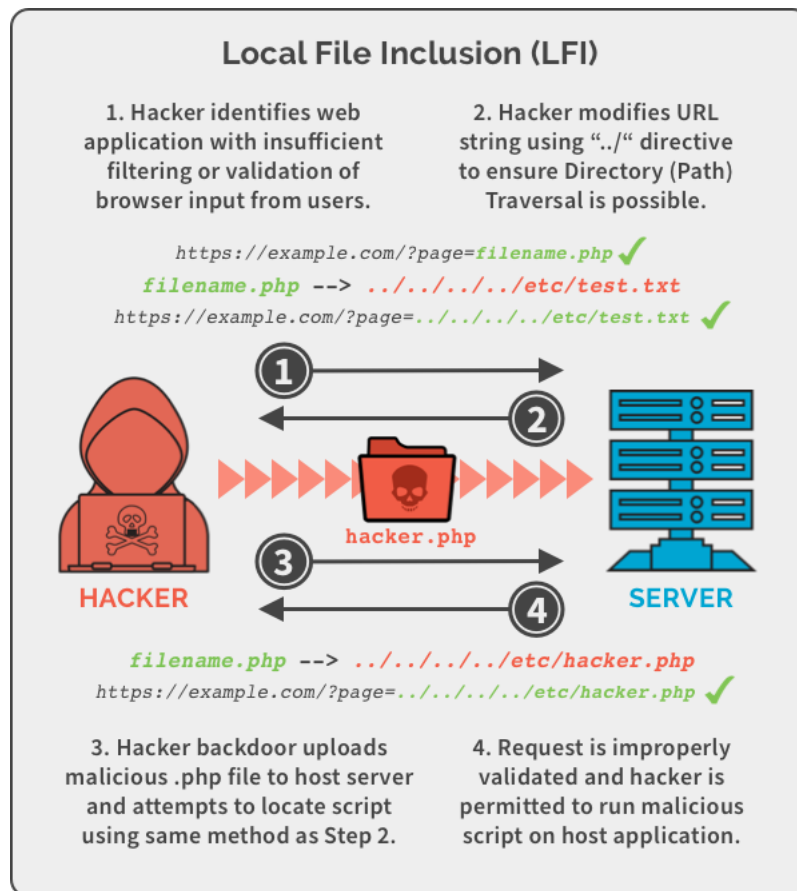 Local File Inclusion (LFI)
1. Hacker identifies web
application with insufficient
filtering or validation of
browser input from users.
2. Hacker modifies URL
string using “../“ directive
to ensure Directory (Path)
Traversal is possible.
https://example.com/?page=filename.php
filename.php --> ../../../../etc/test.txt
https://example.com/?page=../../../../etc/test.txt
1
2
hacker.php
3
4
HACKER
SERVER
filename.php --> ../../../../etc/hacker.php
https://example.com/?page=../../../../etc/hacker.php
3. Hacker backdoor uploads
malicious .php file to host server
and attempts to locate script
using same method as Step 2.
4. Request is improperly
validated and hacker is
permitted to run malicious
script on host application.